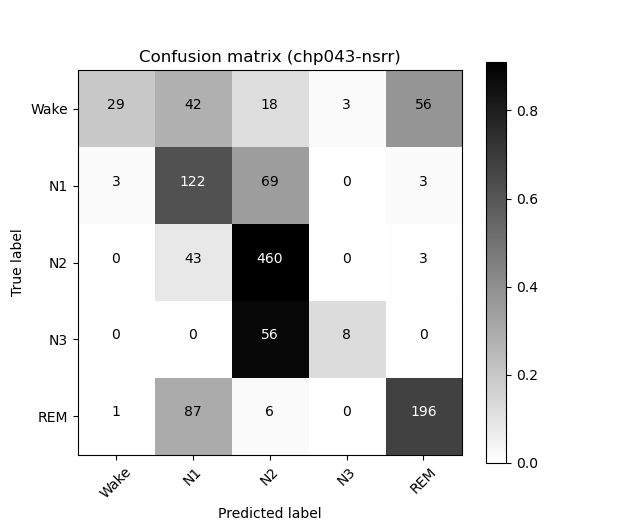 Confusion matrix (chp043-nsrr)
Wake 29 42 18 3 56
N1 3 122 69 0 3
N2 0 43 460 0 3
N3 0 0 56 8 0
REM 1 87 6 0 196
Wake N1 N2 N3 REM
Predicted label
True label
0.8
0.6
0.4
0.2
0.0